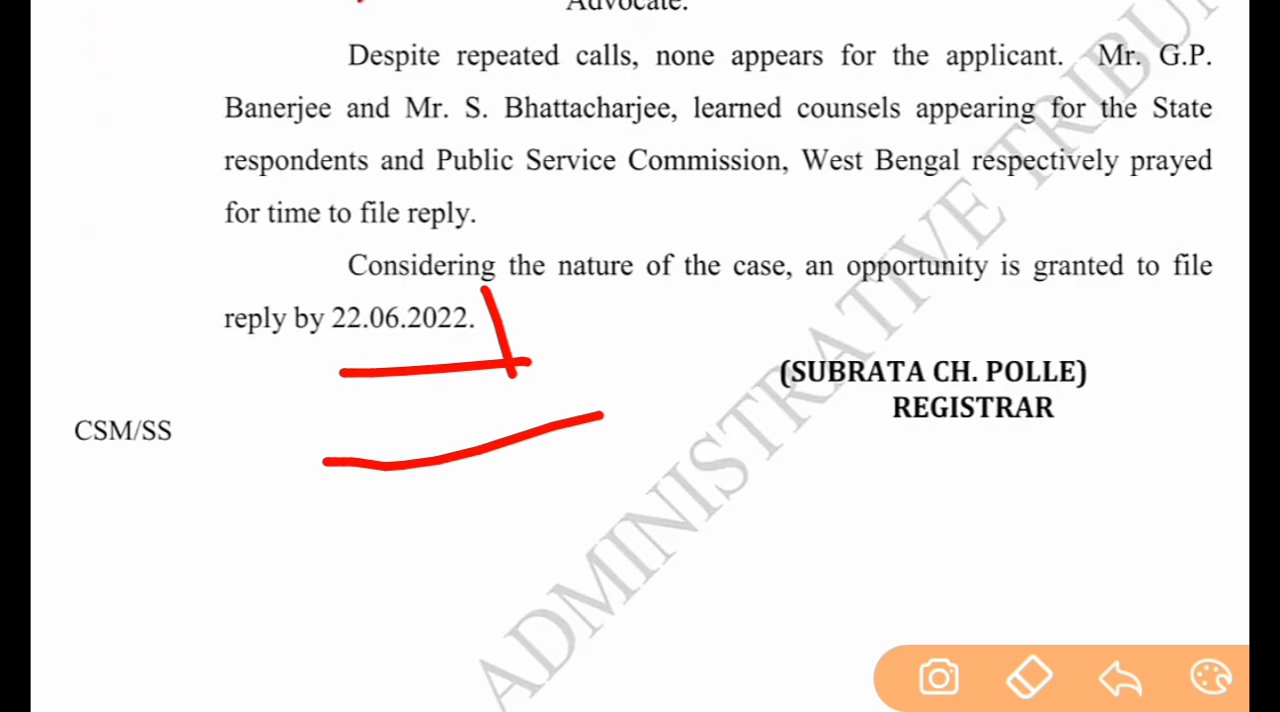 Advocate.
Despite repeated calls, none appears for the applicant. Mr. G.P.
Banerjee and Mr. S. Bhattacharjee, learned counsels appearing for the State
respondents and Public Service Commission, West Bengal respectively prayed
for time to file reply.
Considering the nature of the case, an opportunity is granted to file
reply by 22.06.2022.
(SUBRATA CH. POLLE)
REGISTRAR
CSM/SS
ADMINISTRATIVE TRIBUN